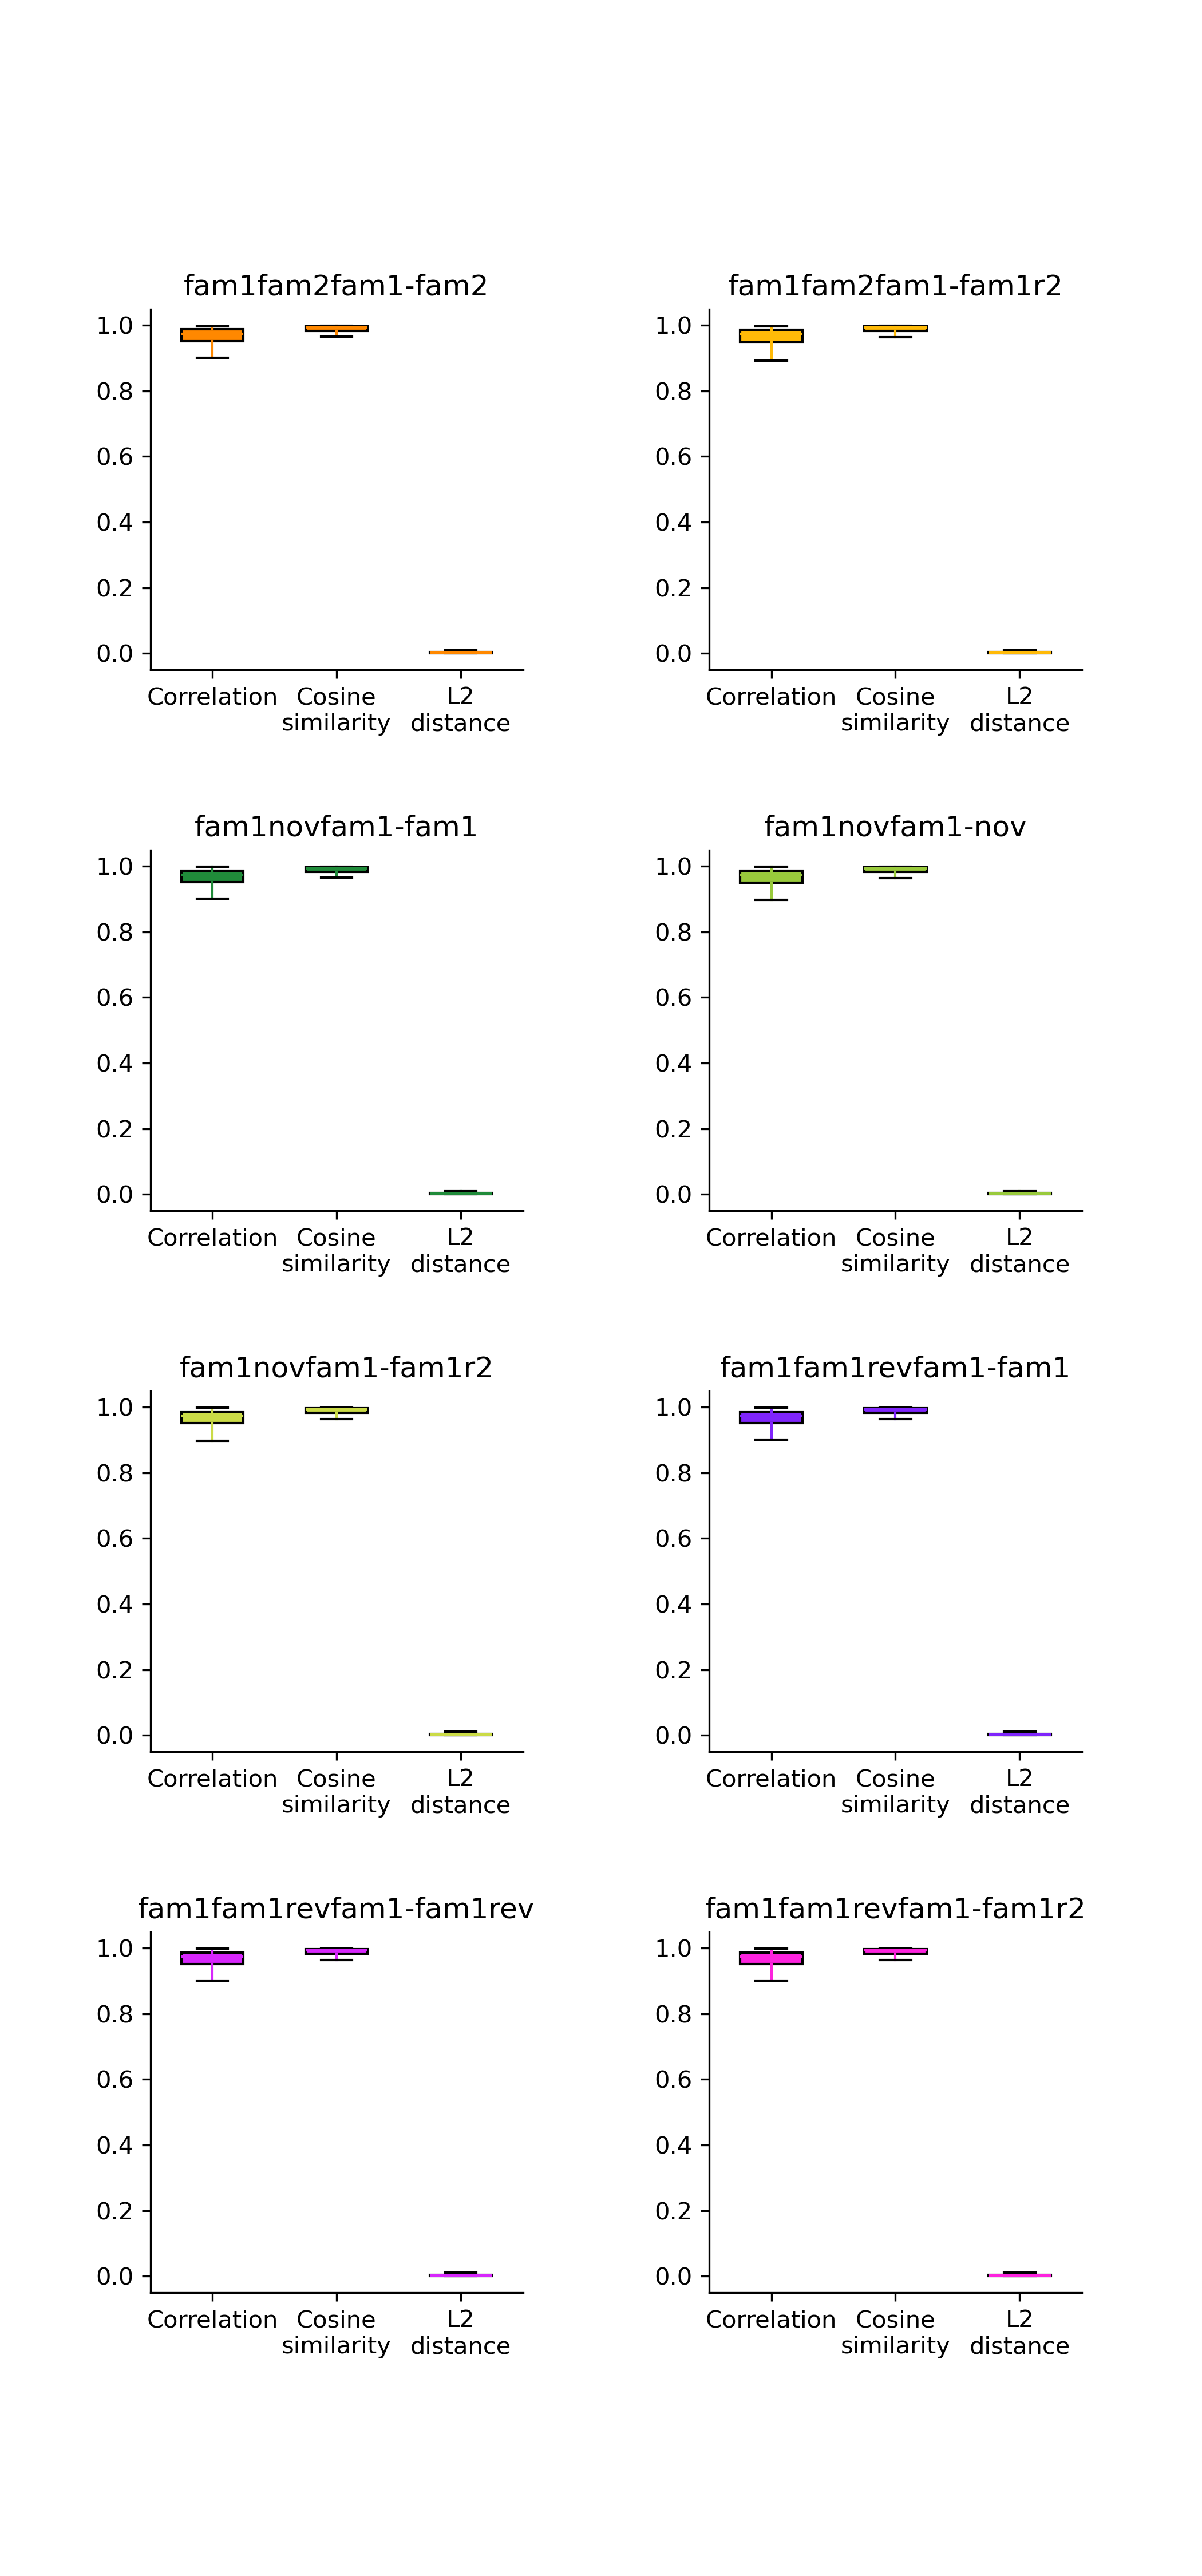 fam1fam2fam1-fam2
1.0
0.8
0.6
0.4
0.2
0.0
Correlation
Cosine
similarity
L2
distance
fam1fam2fam1-fam1r2
1.0
0.8
0.6
0.4
0.2
0.0
Correlation
Cosine
similarity
L2
distance
fam1novfam1-fam1
1.0
0.8
0.6
0.4
0.2
0.0
Correlation
Cosine
similarity
L2
distance
fam1novfam1-nov
1.0
0.8
0.6
0.4
0.2
0.0
Correlation
Cosine
similarity
L2
distance
fam1novfam1-fam1r2
1.0
0.8
0.6
0.4
0.2
0.0
Correlation
Cosine
similarity
L2
distance
fam1fam1revfam1-fam1
1.0
0.8
0.6
0.4
0.2
0.0
Correlation
Cosine
similarity
L2
distance
fam1fam1revfam1-fam1rev
1.0
0.8
0.6
0.4
0.2
0.0
Correlation
Cosine
similarity
L2
distance
fam1fam1revfam1-fam1r2
1.0
0.8
0.6
0.4
0.2
0.0
Correlation
Cosine
similarity
L2
distance